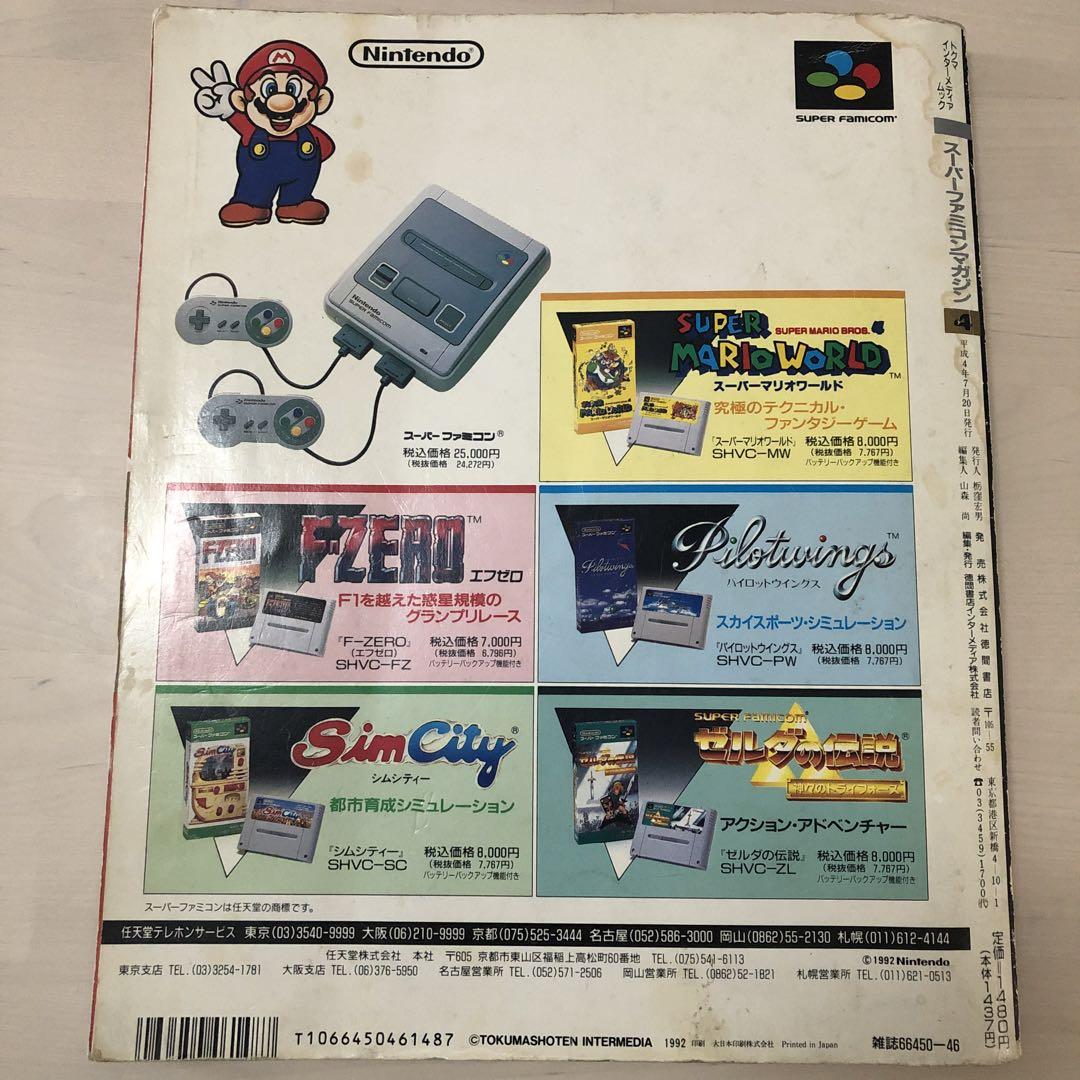 Nintendo®
SUPER FAMICOM®
Nintendo
SUPER FAMICOM
スーパーファミコン®
税込価格 25,000円
(税抜価格 24,272円)
SUPER MARIO BROS. 4
SUPER
MARIO WORLD™
スーパーマリオワールド
究極のテクニカル・
ファンタジーゲーム
『スーパーマリオワールド』 税込価格 8,000円
SHVC-MW (税抜価格 7,767円)
バッテリーバックアップ機能付き
F-ZERO™
エフゼロ
F1を越えた惑星規模の
グランプリレース
『F-ZERO』 税込価格 7,000円
(エフゼロ) (税抜価格 6,796円)
SHVC-FZ バッテリーバックアップ機能付き
Pilotwings™
パイロットウイングス
スカイスポーツ・シミュレーション
『パイロットウイングス』 税込価格 8,000円
SHVC-PW (税抜価格 7,767円)
SimCity®
シムシティー
都市育成シミュレーション
『シムシティー』 税込価格 8,000円
SHVC-SC (税抜価格 7,767円)
バッテリーバックアップ機能付き
SUPER FAMICOM®
ゼルダの伝説®
神々のトライフォース
アクション・アドベンチャー
『ゼルダの伝説』 税込価格 8,000円
SHVC-ZL (税抜価格 7,767円)
バッテリーバックアップ機能付き
スーパーファミコンは任天堂の商標です。
任天堂テレホンサービス 東京(03)3540-9999 大阪(06)210-9999 京都(075)525-3444 名古屋(052)586-3000 岡山(0862)55-2130 札幌(011)612-4144
任天堂株式会社 本社 〒605 京都市東山区福稲上高松町60番地 TEL.(075)541-6113 ©1992 Nintendo
東京支店 TEL.(03)3254-1781 大阪支店 TEL.(06)376-5950 名古屋営業所 TEL.(052)571-2506 岡山営業所 TEL.(0862)52-1821 札幌営業所 TEL.(011)621-0513
T1066450461487 ©TOKUMASHOTEN INTERMEDIA 1992 印刷 大日本印刷株式会社 Printed in Japan 雑誌66450-46
トクマ
インターメディア
ムック
スーパーファミコンマガジン 4
平成4年7月20日発行
発行人 栃窪宏男
編集人 山森 尚
発売 株式会社徳間書店
編集・発行 徳間書店インターメディア株式会社
〒105-55 東京都港区新橋4-10-1
読者問い合わせ ☎03(3459)1700代
定価=1480円
(本体1437円)